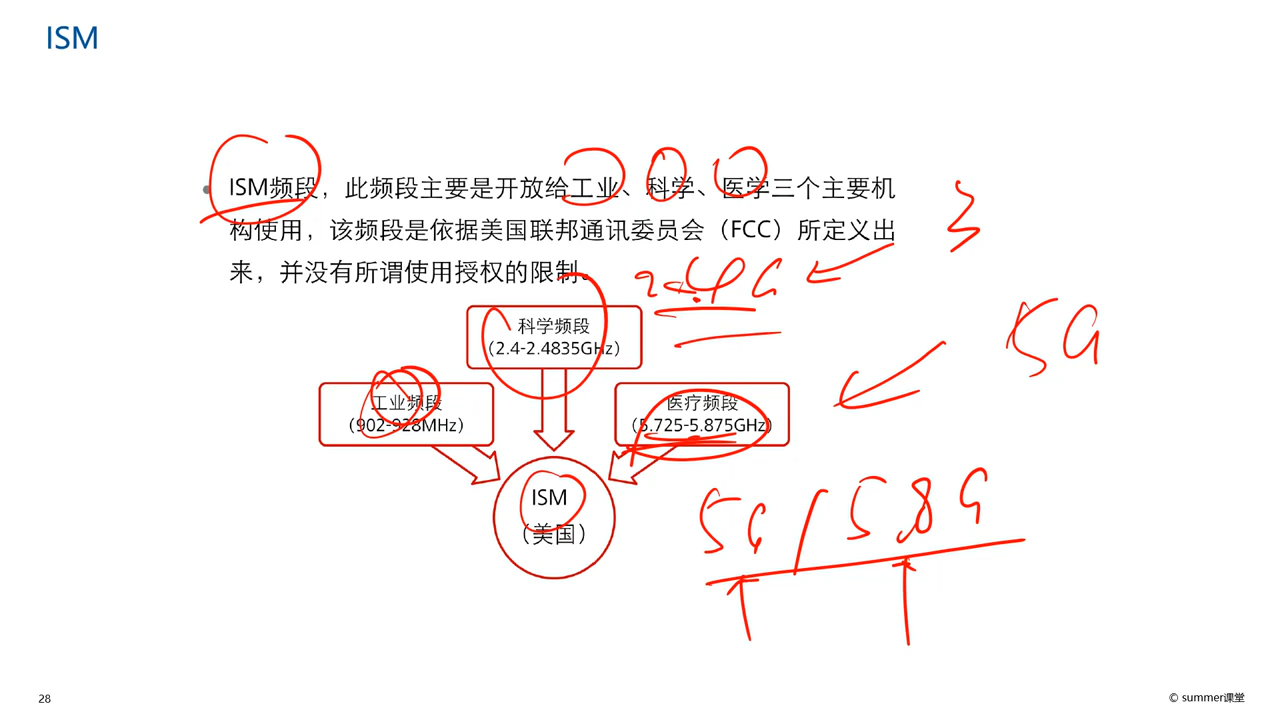 ISM
ISM频段，此频段主要是开放给工业、科学、医学三个主要机
构使用，该频段是依据美国联邦通讯委员会（FCC）所定义出
来，并没有所谓使用授权的限制。
3
2.4G
科学频段
（2.4-2.4835GHz）
5G
工业频段
（902-928MHz）
医疗频段
（5.725-5.875GHz）
ISM
（美国）
5G / 5.8G
28
© summer课堂